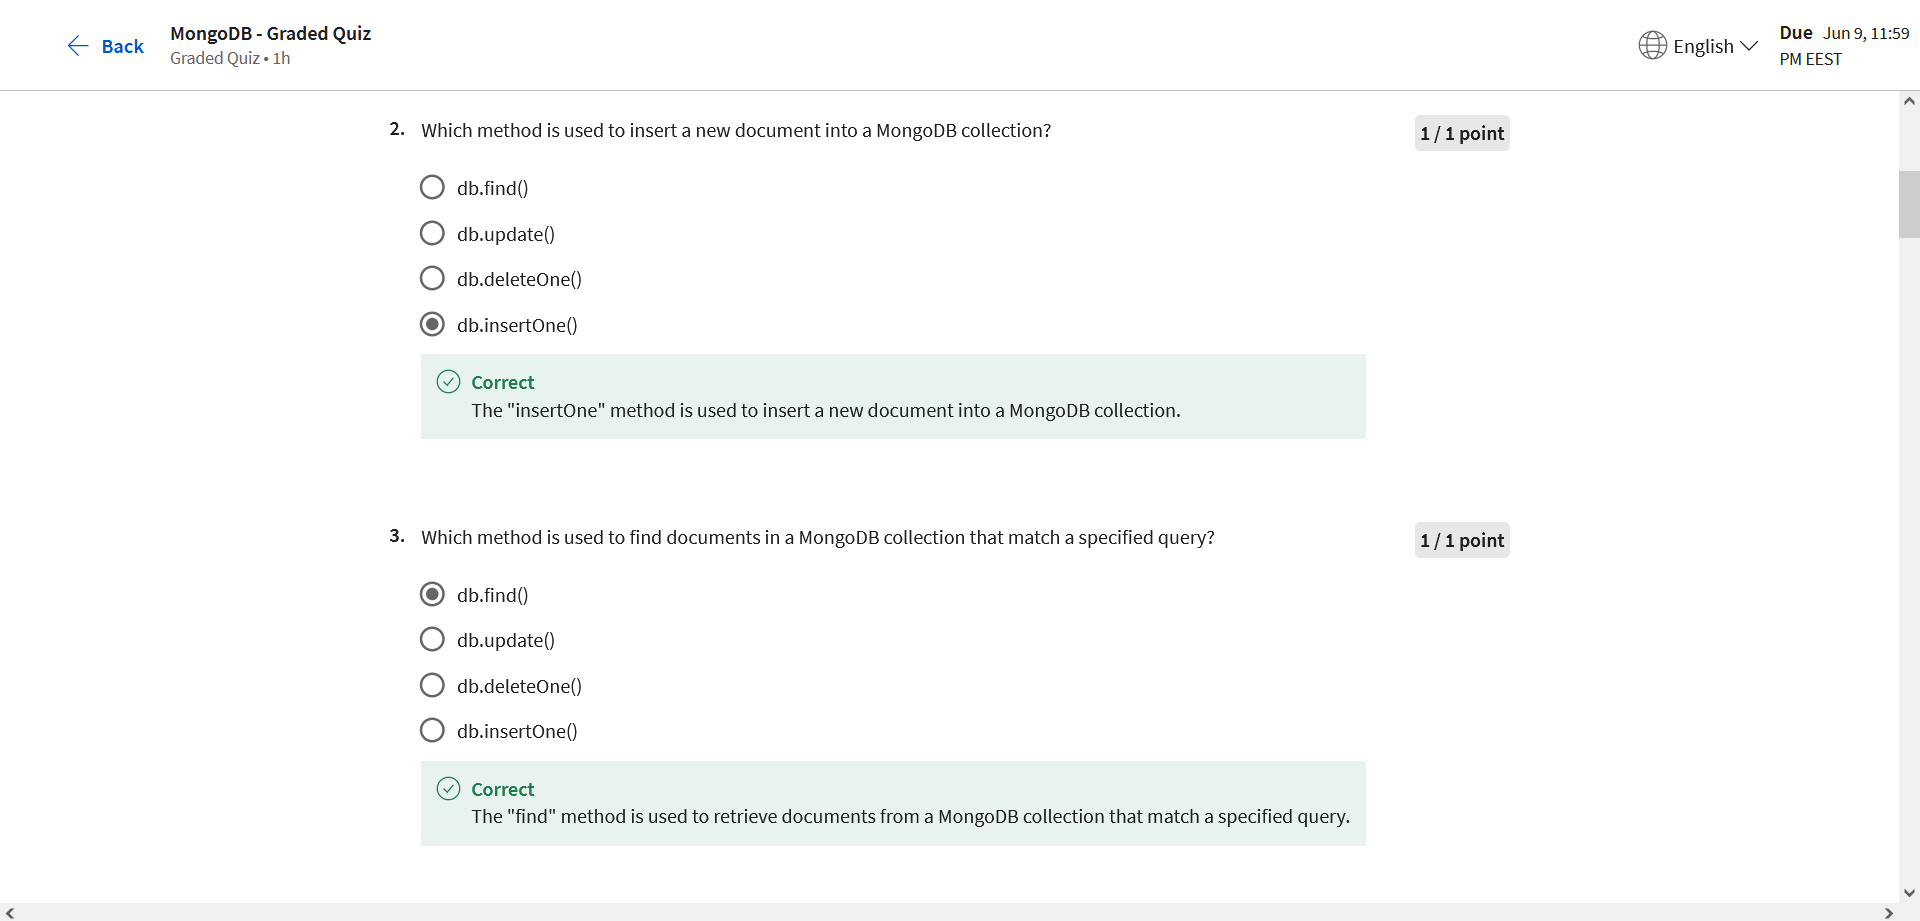 Back
MongoDB - Graded Quiz
Graded Quiz • 1h
English
Due Jun 9, 11:59
PM EEST
2. Which method is used to insert a new document into a MongoDB collection?
1 / 1 point
db.find()
db.update()
db.deleteOne()
db.insertOne()
Correct
The "insertOne" method is used to insert a new document into a MongoDB collection.
3. Which method is used to find documents in a MongoDB collection that match a specified query?
1 / 1 point
db.find()
db.update()
db.deleteOne()
db.insertOne()
Correct
The "find" method is used to retrieve documents from a MongoDB collection that match a specified query.